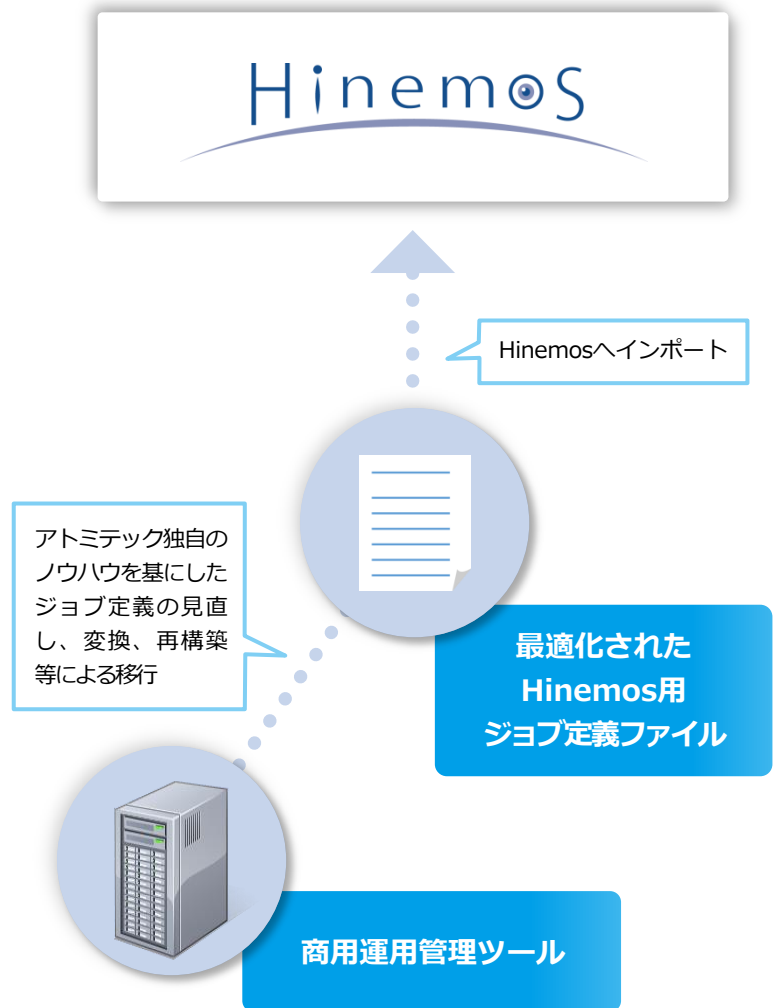 Hinemos
Hinemosへインポート
アトミテック独自の
ノウハウを基にした
ジョブ定義の見直
し、変換、再構築
等による移行
最適化された
Hinemos用
ジョブ定義ファイル
商用運用管理ツール